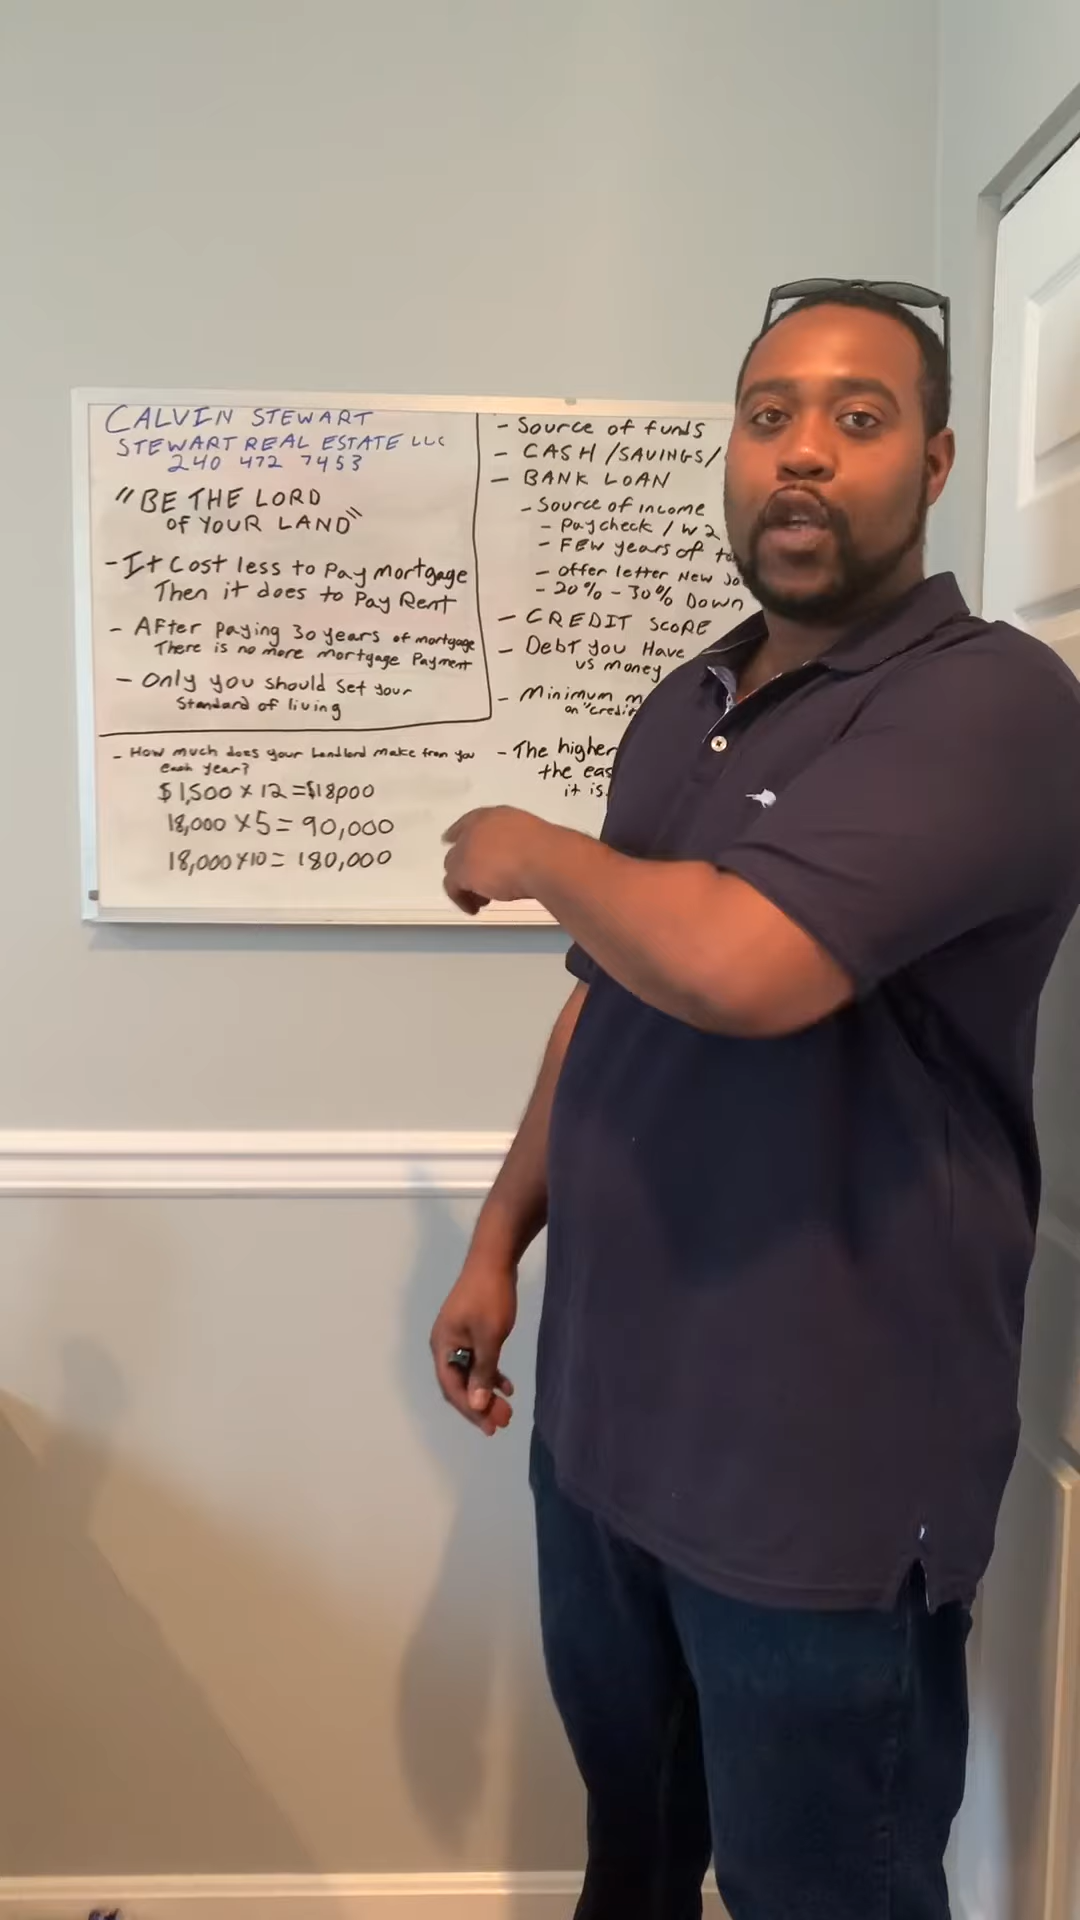 CALVIN STEWART
STEWART REAL ESTATE LLC
240 472 7453
"BE THE LORD
OF YOUR LAND"
- It Cost less to Pay mortgage
Then it does to Pay Rent
- After Paying 30 years of mortgage
There is no more mortgage Payment
- Only you should set your
Standard of living
- How much does your Landlord make from you
each year?
$1,500 x 12 = $18,000
18,000 x 5 = 90,000
18,000 x 10 = 180,000
- Source of funds
- CASH /SAVINGS/
- BANK LOAN
- Source of income
- Paycheck / W2
- FEW years of
- Offer letter New
- 20% - 30% Down
- CREDIT SCORE
- Debt you Have
us money
- Minimum
on "credit
- The higher
the
it is